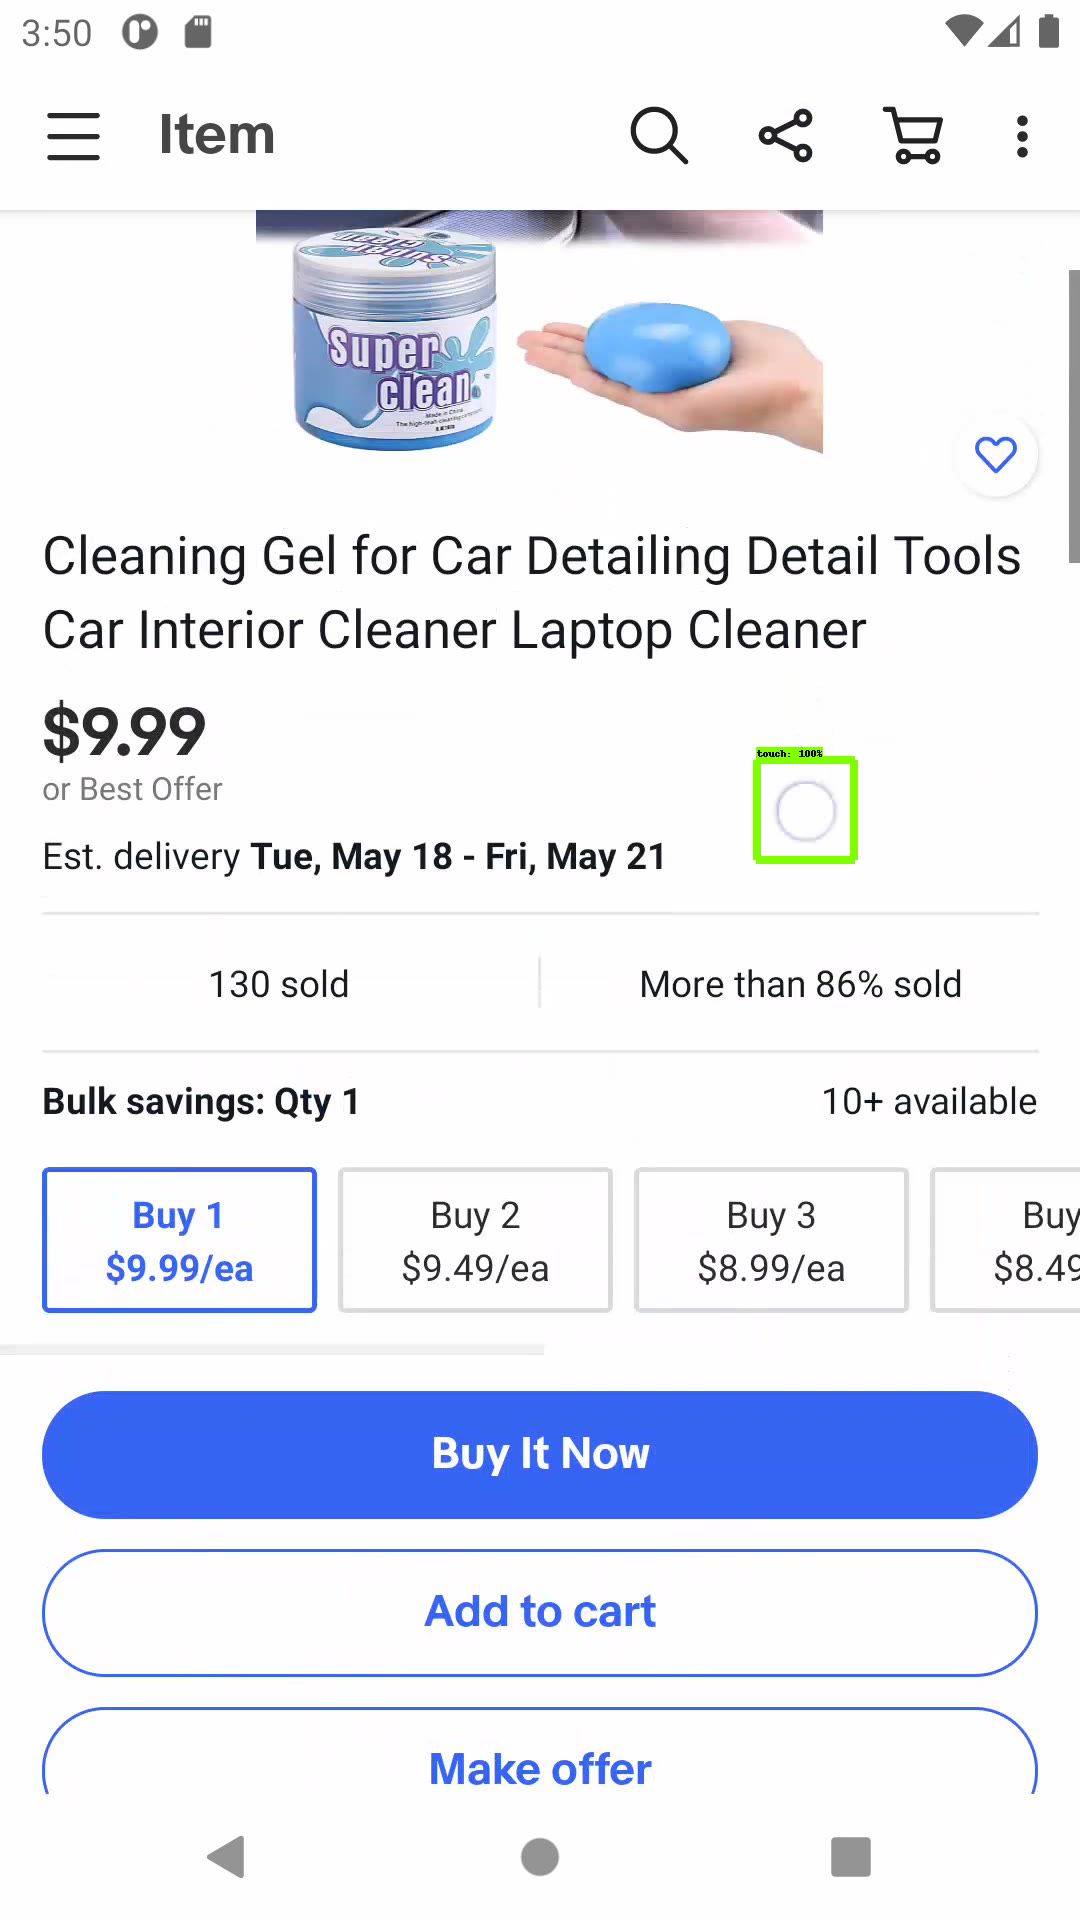 3:50
Item
Super
clean
Made in China
Cleaning Gel for Car Detailing Detail Tools
Car Interior Cleaner Laptop Cleaner
$9.99
or Best Offer
touch: 100%
Est. delivery Tue, May 18 - Fri, May 21
130 sold
More than 86% sold
Bulk savings: Qty 1
10+ available
Buy 1
$9.99/ea
Buy 2
$9.49/ea
Buy 3
$8.99/ea
Buy
$8.49
Buy It Now
Add to cart
Make offer